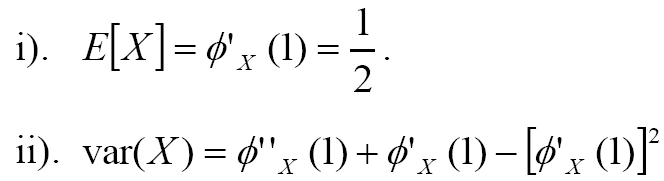 i). E[X] = ϕ'_X (1) = 1/2 .
ii). var(X) = ϕ''_X (1) + ϕ'_X (1) − [ϕ'_X (1)]²